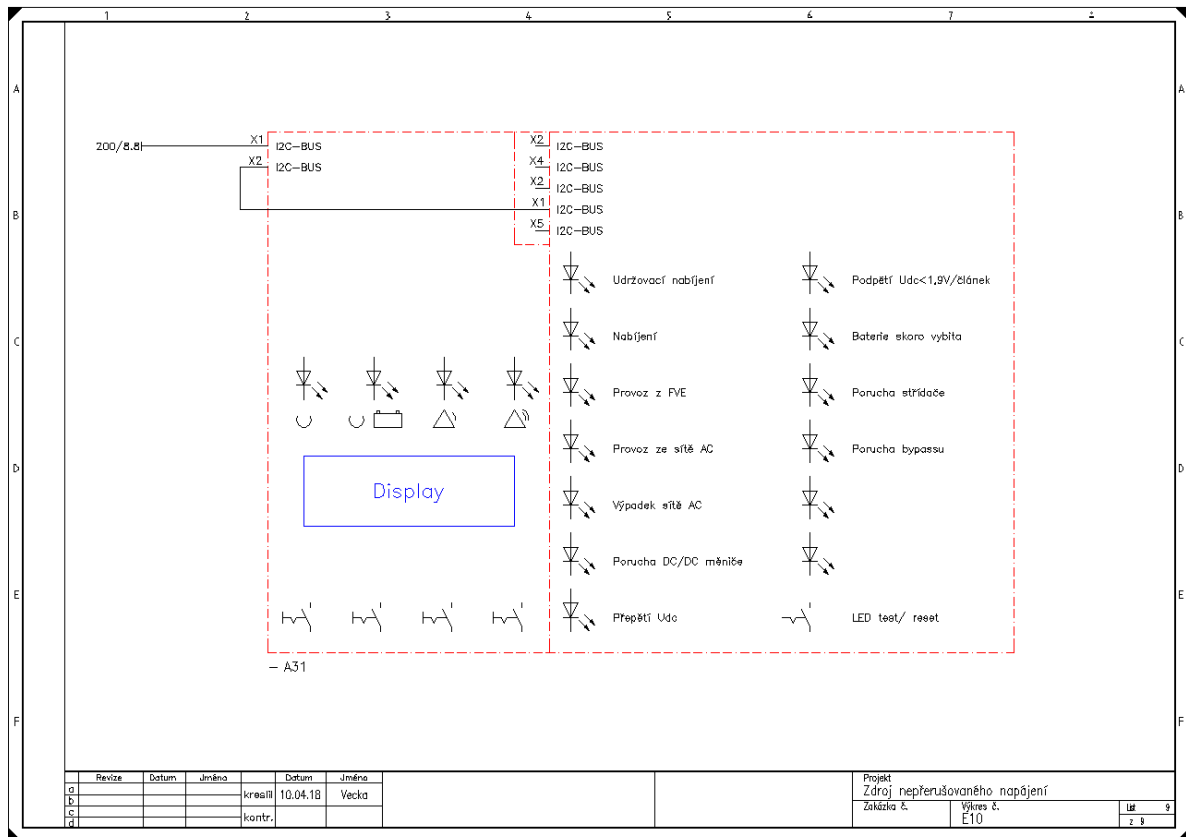 1 2 3 4 5 6 7
A A
200/8.8 X1 I2C-BUS X2 I2C-BUS
X2 I2C-BUS X4 I2C-BUS
X2 I2C-BUS
B X1 I2C-BUS B
X5 I2C-BUS
Udržovací nabíjení Podpětí Udc<1,9V/článek
C Nabíjení Baterie skoro vybita C
Provoz z FVE Porucha střídače
Provoz ze sítě AC Porucha bypassu
D Display D
Výpadek sítě AC
Porucha DC/DC měniče
E E
Přepětí Udc LED test/ reset
- A31
F F
Revize Datum Jméno Datum Jméno Projekt
a kreslil 10.04.18 Vecka Zdroj nepřerušovaného napájení
b
c kontr. Zakázka č. Výkres č. List 9
d E10 z 9